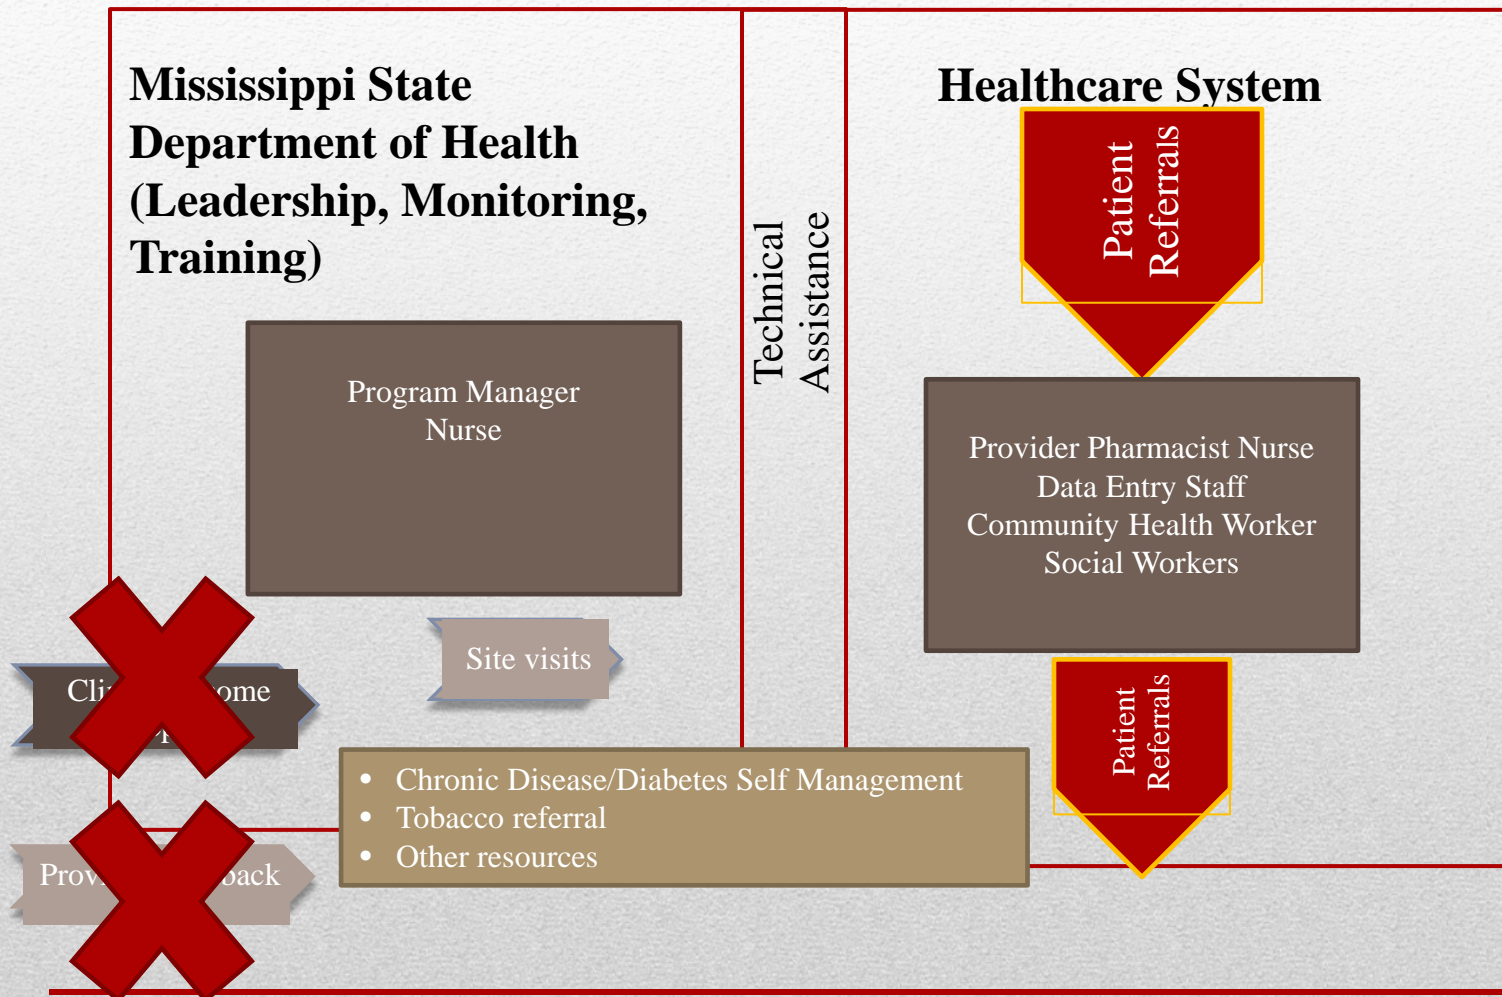 Mississippi State
Department of Health
(Leadership, Monitoring,
Training)
Program Manager
Nurse
Site visits
Technical
Assistance
Healthcare System
Patient
Referrals
Provider Pharmacist Nurse
Data Entry Staff
Community Health Worker
Social Workers
Patient
Referrals
• Chronic Disease/Diabetes Self Management
• Tobacco referral
• Other resources